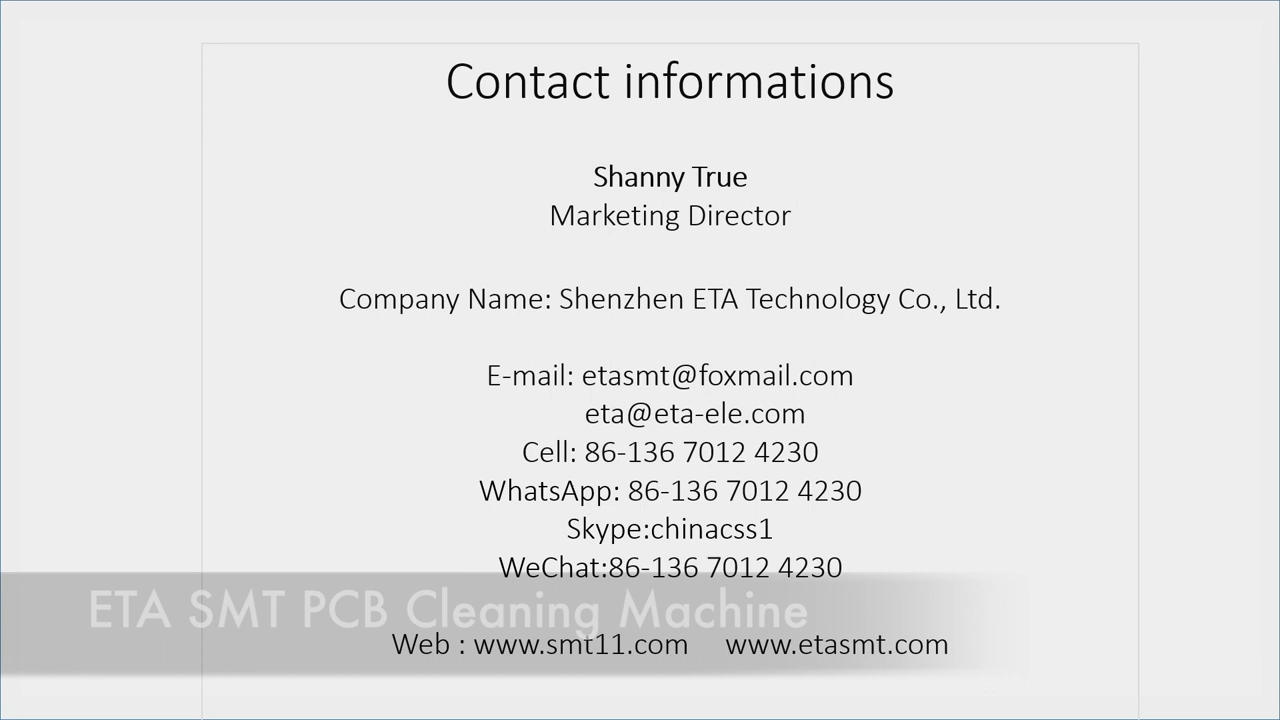 Contact informations
Shanny True
Marketing Director
Company Name: Shenzhen ETA Technology Co., Ltd.
E-mail: etasmt@foxmail.com
eta@eta-ele.com
Cell: 86-136 7012 4230
WhatsApp: 86-136 7012 4230
Skype:chinacss1
WeChat:86-136 7012 4230
ETA SMT PCB Cleaning Machine
Web : www.smt11.com www.etasmt.com